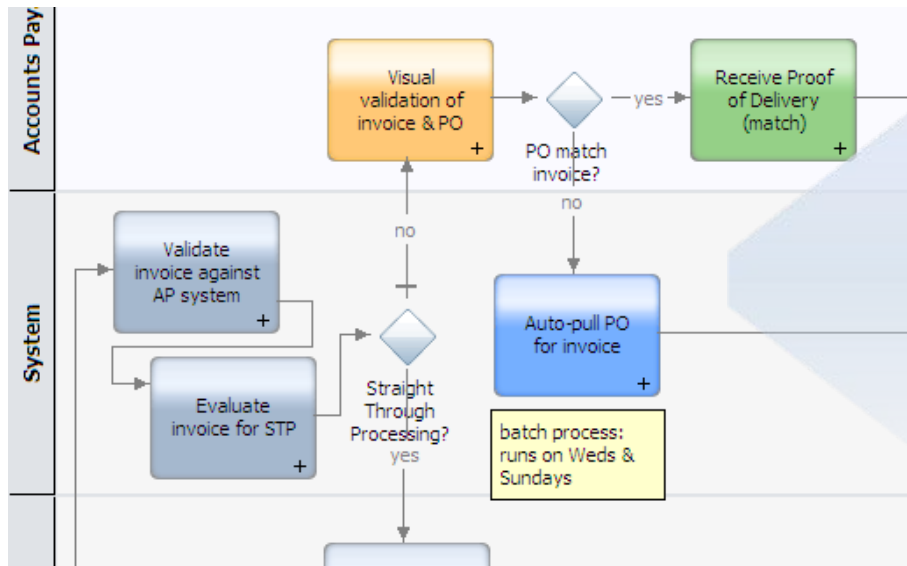 Accounts Pay
Visual
validation of
invoice & PO
+
PO match
invoice?
yes
Receive Proof
of Delivery
(match)
+
no
System
Validate
invoice against
AP system
+
no
Evaluate
invoice for STP
+
Straight
Through
Processing?
yes
Auto-pull PO
for invoice
+
batch process:
runs on Weds &
Sundays